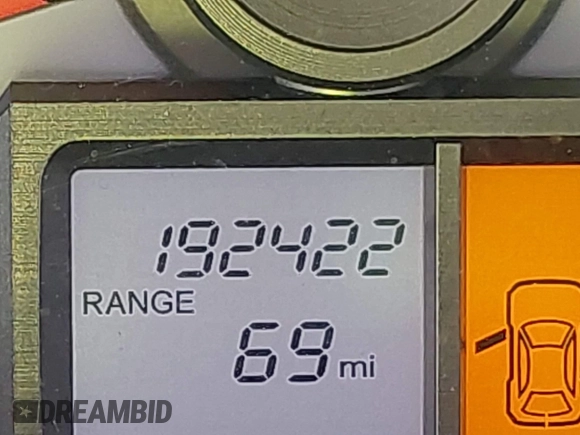 192422
RANGE
69 mi
DREAMBID